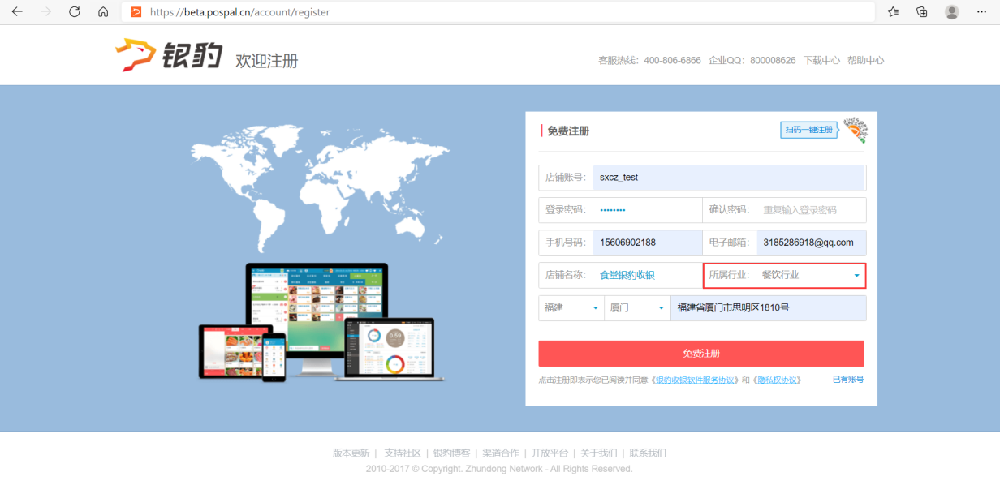 https://beta.pospal.cn/account/register
银豹 欢迎注册
客服热线：400-806-6866 企业QQ：800008626 下载中心 帮助中心
免费注册
扫码一键注册
店铺账号： sxcz_test
登录密码： ••••••••
确认密码： 重复输入登录密码
手机号码： 15606902188
电子邮箱： 3185286918@qq.com
店铺名称： 食堂银豹收银
所属行业： 餐饮行业
福建 厦门 福建省厦门市思明区1810号
免费注册
点击注册即表示您已阅读并同意《银豹收银软件服务协议》和《隐私权协议》 已有账号
版本更新 | 支持社区 | 银豹博客 | 渠道合作 | 开放平台 | 关于我们 | 联系我们
2010-2017 © Copyright. Zhundong Network - All Rights Reserved.